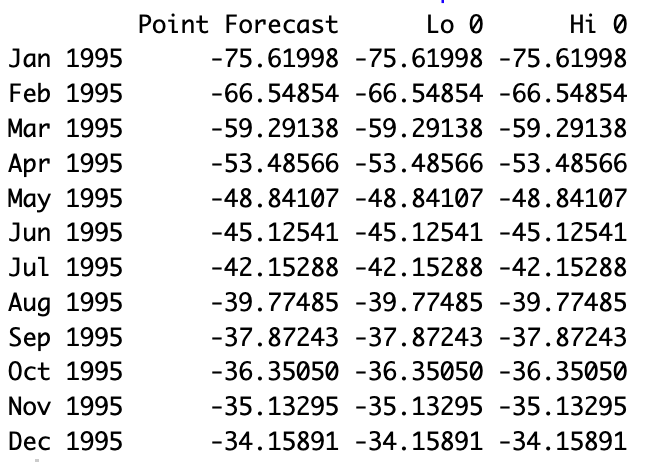 Point Forecast Lo 0 Hi 0
Jan 1995 -75.61998 -75.61998 -75.61998
Feb 1995 -66.54854 -66.54854 -66.54854
Mar 1995 -59.29138 -59.29138 -59.29138
Apr 1995 -53.48566 -53.48566 -53.48566
May 1995 -48.84107 -48.84107 -48.84107
Jun 1995 -45.12541 -45.12541 -45.12541
Jul 1995 -42.15288 -42.15288 -42.15288
Aug 1995 -39.77485 -39.77485 -39.77485
Sep 1995 -37.87243 -37.87243 -37.87243
Oct 1995 -36.35050 -36.35050 -36.35050
Nov 1995 -35.13295 -35.13295 -35.13295
Dec 1995 -34.15891 -34.15891 -34.15891